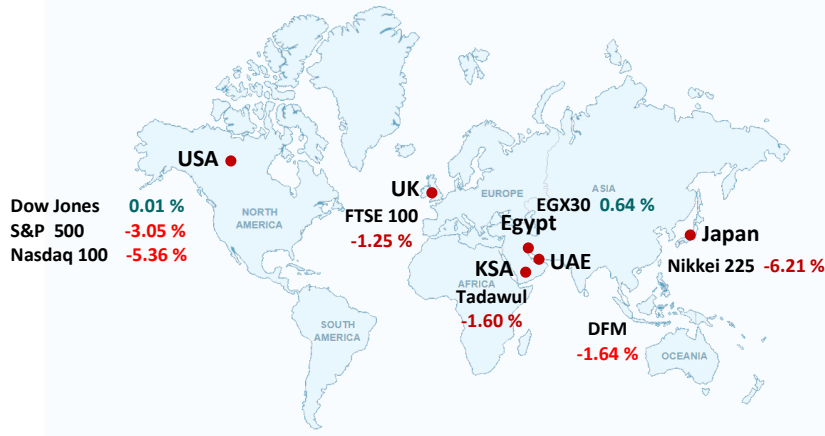 USA
Dow Jones 0.01 %
S&P 500 -3.05 %
Nasdaq 100 -5.36 %
NORTH
AMERICA
SOUTH
AMERICA
UK
FTSE 100
-1.25 %
EUROPE
ASIA
EGX30 0.64 %
Egypt
KSA
UAE
AFRICA
Tadawul
-1.60 %
Japan
Nikkei 225 -6.21 %
DFM
-1.64 %
OCEANIA